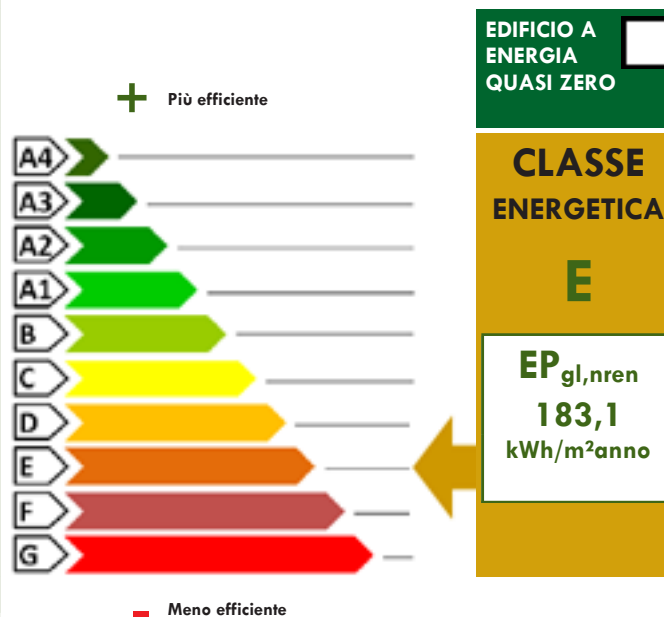 EDIFICIO A
ENERGIA
QUASI ZERO
+ Più efficiente
A4
A3
A2
A1
B
C
D
E
F
G
- Meno efficiente
CLASSE
ENERGETICA
E
EPgl,nren
183,1
kWh/m²anno